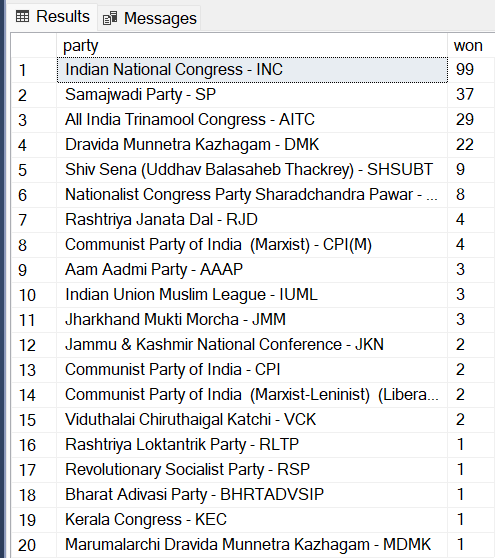 Results Messages
party won
1 Indian National Congress - INC 99
2 Samajwadi Party - SP 37
3 All India Trinamool Congress - AITC 29
4 Dravida Munnetra Kazhagam - DMK 22
5 Shiv Sena (Uddhav Balasaheb Thackrey) - SHSUBT 9
6 Nationalist Congress Party Sharadchandra Pawar - ... 8
7 Rashtriya Janata Dal - RJD 4
8 Communist Party of India  (Marxist) - CPI(M) 4
9 Aam Aadmi Party - AAAP 3
10 Indian Union Muslim League - IUML 3
11 Jharkhand Mukti Morcha - JMM 3
12 Jammu & Kashmir National Conference - JKN 2
13 Communist Party of India - CPI 2
14 Communist Party of India  (Marxist-Leninist)  (Libera... 2
15 Viduthalai Chiruthaigal Katchi - VCK 2
16 Rashtriya Loktantrik Party - RLTP 1
17 Revolutionary Socialist Party - RSP 1
18 Bharat Adivasi Party - BHRTADVSIP 1
19 Kerala Congress - KEC 1
20 Marumalarchi Dravida Munnetra Kazhagam - MDMK 1